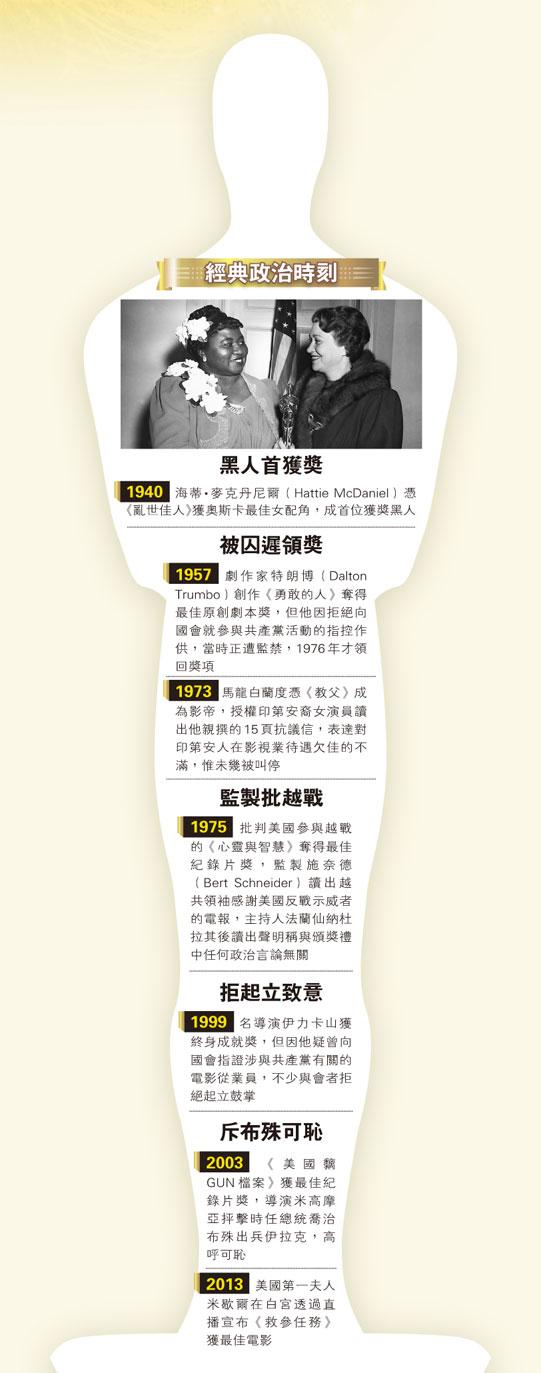 經典政治時刻
黑人首獲獎
1940 海蒂·麥克丹尼爾（Hattie McDaniel）憑
《亂世佳人》獲奧斯卡最佳女配角，成首位獲獎黑人
被囚遲領獎
1957 劇作家特朗博（Dalton
Trumbo）創作《勇敢的人》奪得
最佳原創劇本獎，但他因拒絕向
國會就參與共產黨活動的指控作
供，當時正遭監禁，1976年才領
回獎項
1973 馬龍白蘭度憑《教父》成
為影帝，授權印第安裔女演員讀
出他親撰的15頁抗議信，表達對
印第安人在影視業待遇欠佳的不
滿，惟未幾被叫停
監製批越戰
1975 批判美國參與越戰
的《心靈與智慧》奪得最佳
紀錄片獎，監製施奈德
（Bert Schneider）讀出越
共領袖感謝美國反戰示威者
的電報，主持人法蘭仙納杜
拉其後讀出聲明稱與頒獎禮
中任何政治言論無關
拒起立致意
1999 名導演伊力卡山獲
終身成就獎，但因他疑曾向
國會指證涉與共產黨有關的
電影從業員，不少與會者拒
絕起立鼓掌
斥布殊可恥
2003 《美國黐
GUN檔案》獲最佳紀
錄片獎，導演米高摩
亞抨擊時任總統喬治
布殊出兵伊拉克，高
呼可恥
2013 美國第一夫人
米歇爾在白宮透過直
播宣布《救參任務》
獲最佳電影